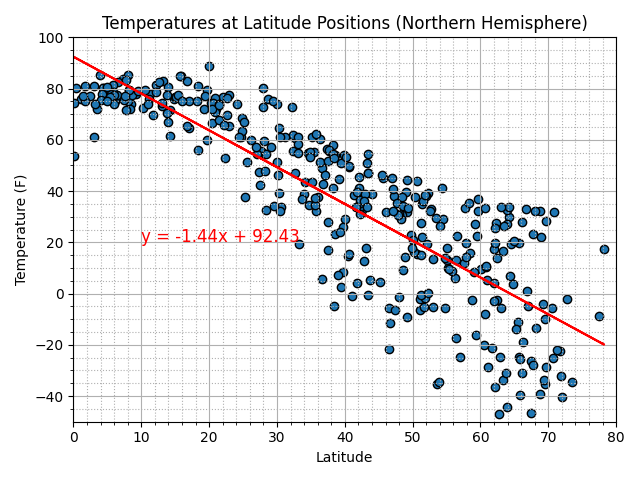 Temperatures at Latitude Positions (Northern Hemisphere)
100
80
60
40
20
0
−20
−40
Temperature (F)
y = -1.44x + 92.43
0 10 20 30 40 50 60 70 80
Latitude